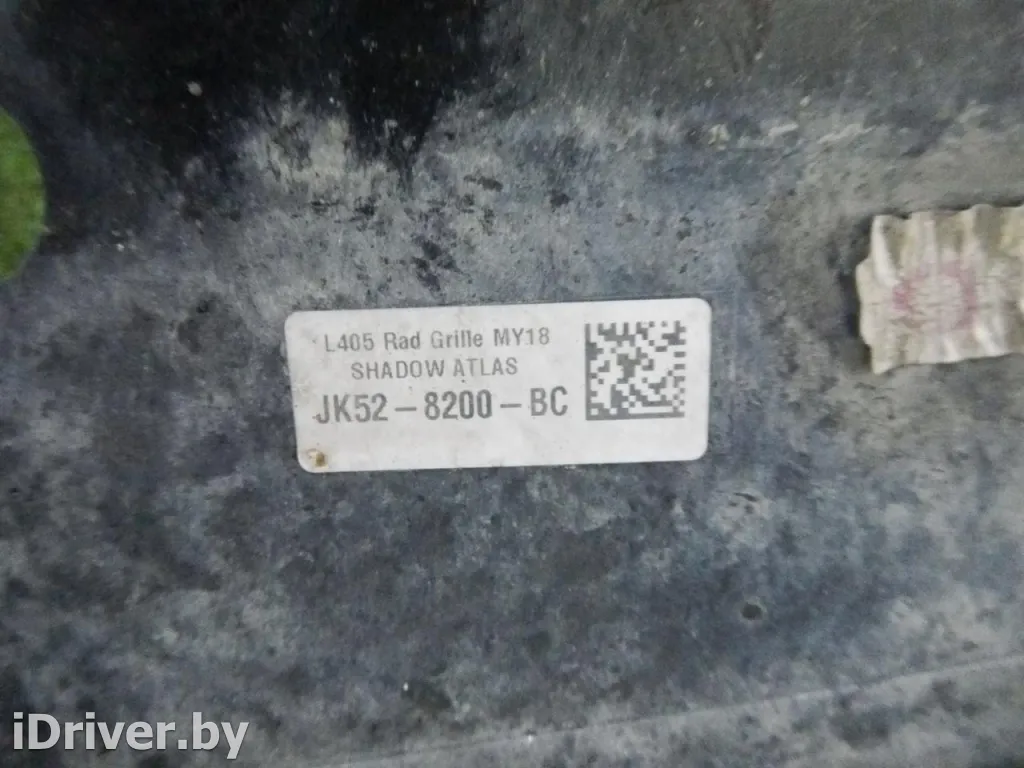 L405 Rad Grille MY18
SHADOW ATLAS
JK52-8200-BC
iDriver.by